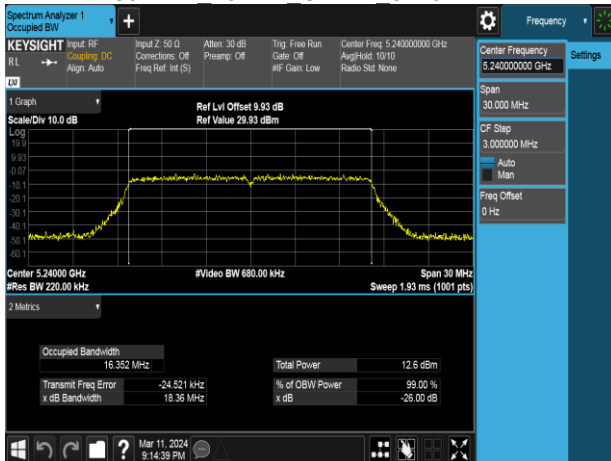 Spectrum Analyzer 1
Occupied BW
+
Frequency
KEYSIGHT
RL
LXI
Input: RF
Coupling: DC
Align: Auto
Input Z: 50 Ω
Corrections: Off
Freq Ref: Int (S)
Atten: 30 dB
Preamp: Off
Trig: Free Run
Gate: Off
#IF Gain: Low
Center Freq: 5.240000000 GHz
Avg|Hold: 10/10
Radio Std: None
Center Frequency
5.240000000 GHz
Settings
Span
30.000 MHz
CF Step
3.000000 MHz
Auto
Man
Freq Offset
0 Hz
1 Graph
Ref Lvl Offset 9.93 dB
Scale/Div 10.0 dB
Ref Value 29.93 dBm
Log
19.9
9.93
-0.07
-10.1
-20.1
-30.1
-40.1
-50.1
-60.1
Center 5.24000 GHz
#Video BW 680.00 kHz
Span 30 MHz
#Res BW 220.00 kHz
Sweep 1.93 ms (1001 pts)
2 Metrics
Occupied Bandwidth
16.352 MHz
Total Power 12.6 dBm
Transmit Freq Error -24.521 kHz
% of OBW Power 99.00 %
x dB Bandwidth 18.36 MHz
x dB -26.00 dB
?
Mar 11, 2024
9:14:39 PM